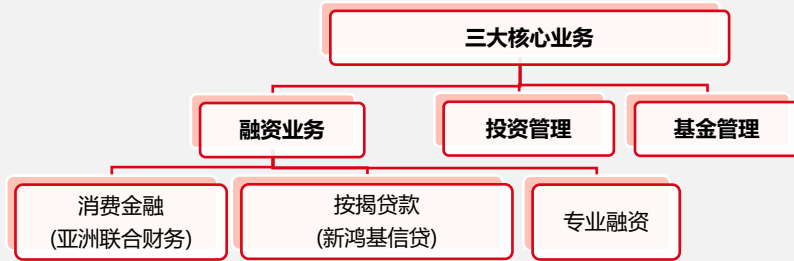 三大核心业务
融资业务
投资管理
基金管理
消费金融
(亚洲联合财务)
按揭贷款
(新鸿基信贷)
专业融资